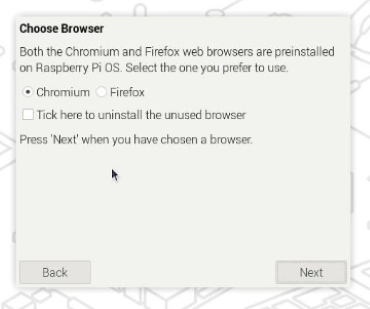 Choose Browser
Both the Chromium and Firefox web browsers are preinstalled
on Raspberry Pi OS. Select the one you prefer to use.
Chromium Firefox
Tick here to uninstall the unused browser
Press 'Next' when you have chosen a browser.
Back Next